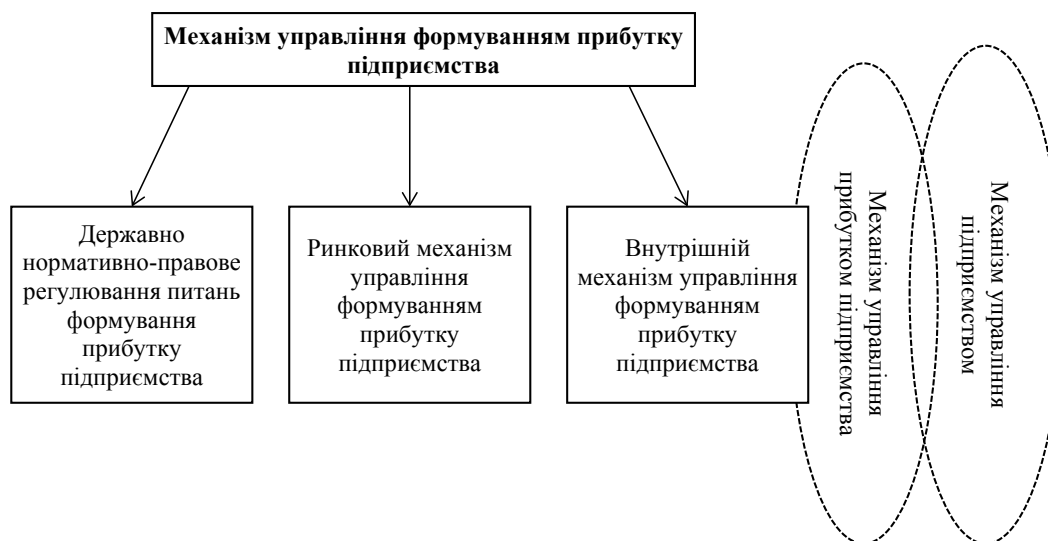 Механізм управління формуванням прибутку
підприємства
Державно
нормативно-правове
регулювання питань
формування
прибутку
підприємства
Ринковий механізм
управління
формуванням
прибутку
підприємства
Внутрішній
механізм управління
формуванням
прибутку
підприємства
Механізм управління
прибутком підприємства
Механізм управління
підприємством